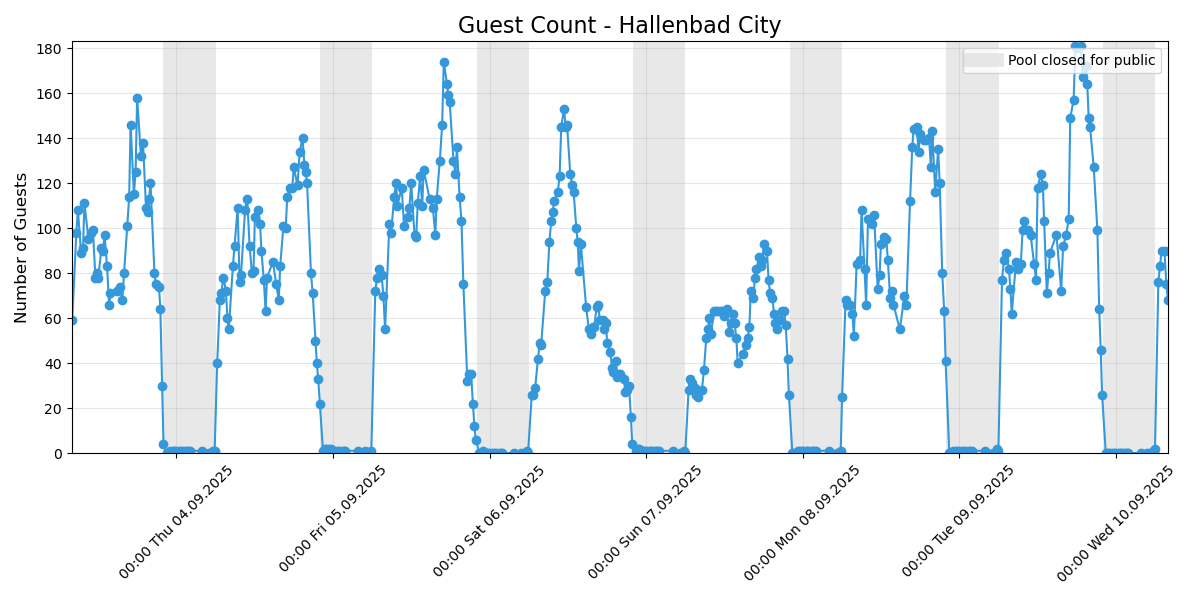 Guest Count - Hallenbad City
Pool closed for public
Number of Guests
180
160
140
120
100
80
60
40
20
0
00:00 Thu 04.09.2025
00:00 Fri 05.09.2025
00:00 Sat 06.09.2025
00:00 Sun 07.09.2025
00:00 Mon 08.09.2025
00:00 Tue 09.09.2025
00:00 Wed 10.09.2025